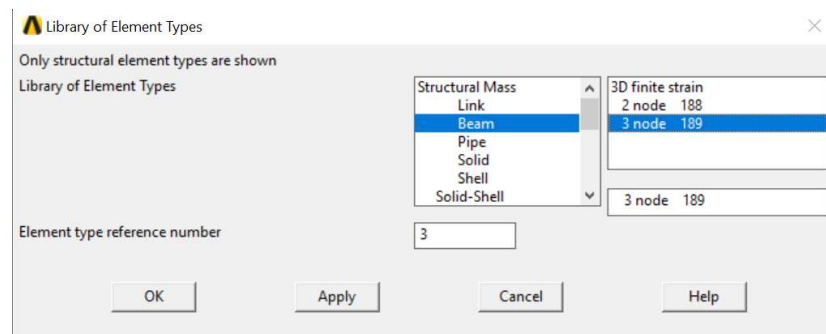 Library of Element Types
Only structural element types are shown
Library of Element Types
Structural Mass
Link
Beam
Pipe
Solid
Shell
Solid-Shell
3D finite strain
2 node 188
3 node 189
3 node 189
Element type reference number
3
OK
Apply
Cancel
Help